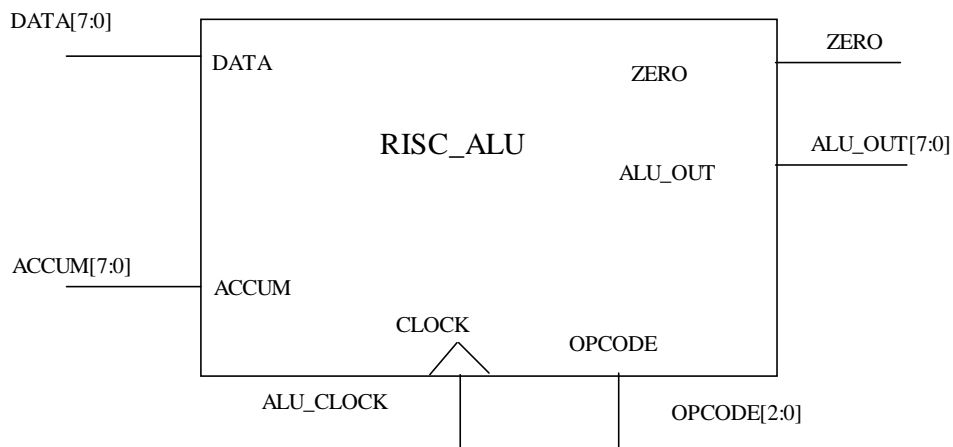 DATA[7:0]
ZERO
DATA
ZERO
RISC_ALU
ALU_OUT[7:0]
ALU_OUT
ACCUM[7:0]
ACCUM
CLOCK
OPCODE
ALU_CLOCK
OPCODE[2:0]